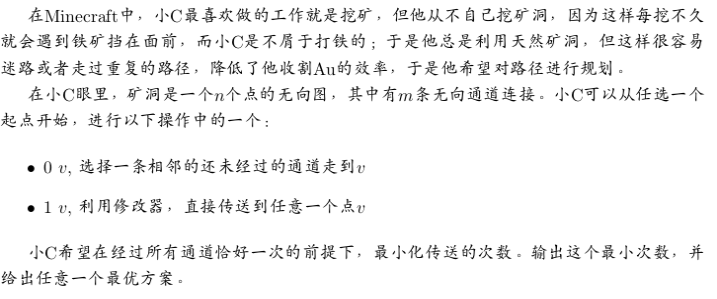 在Minecraft中，小C最喜欢做的工作就是挖矿，但他从不自己挖矿洞，因为这样每挖不久
就会遇到铁矿挡在面前，而小C是不屑于打铁的；于是他总是利用天然矿洞，但这样很容易
迷路或者走过重复的路径，降低了他收割Au的效率，于是他希望对路径进行规划。
在小C眼里，矿洞是一个n个点的无向图，其中有m条无向通道连接。小C可以从任选一个
起点开始，进行以下操作中的一个：
• 0 v, 选择一条相邻的还未经过的通道走到v
• 1 v, 利用修改器，直接传送到任意一个点v
小C希望在经过所有通道恰好一次的前提下，最小化传送的次数。输出这个最小次数，并
给出任意一个最优方案。